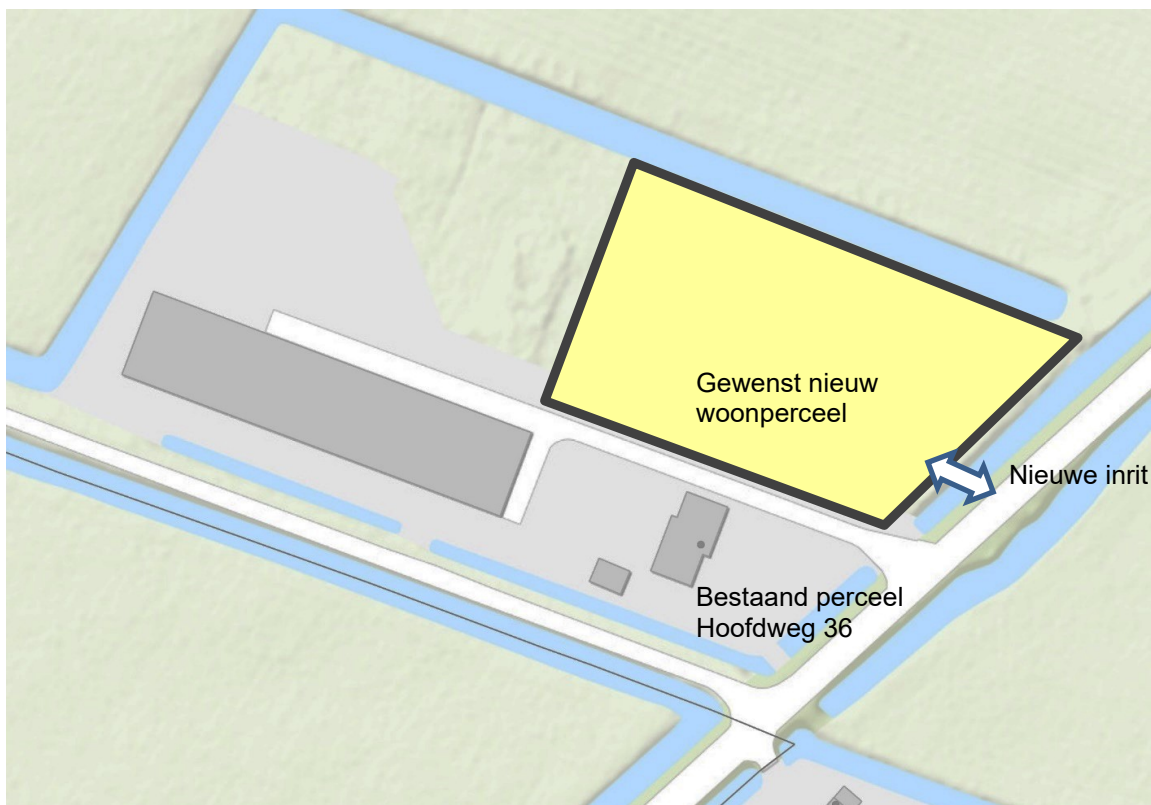 Gewenst nieuw
woonperceel
Nieuwe inrit
Bestaand perceel
Hoofdweg 36